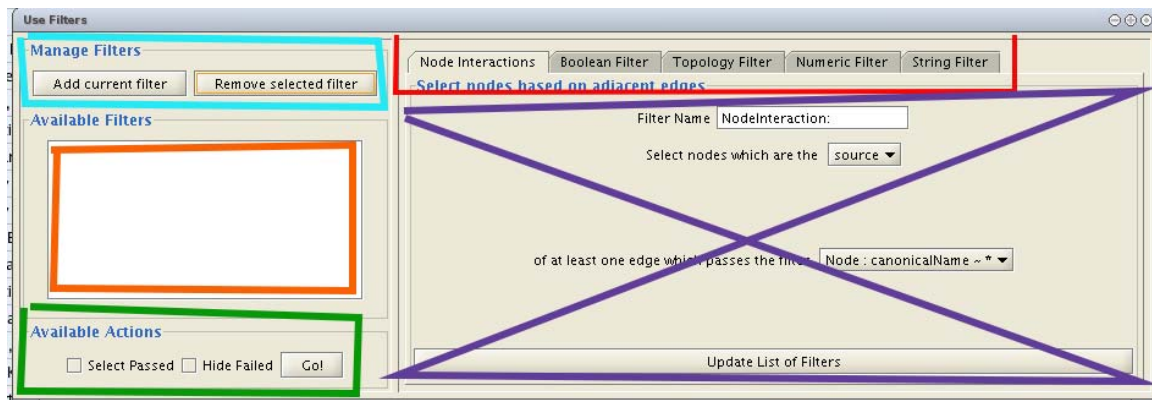 Use Filters
Manage Filters
Add current filter Remove selected filter
Available Filters
Available Actions
Select Passed Hide Failed Go!
Node Interactions Boolean Filter Topology Filter Numeric Filter String Filter
Select nodes based on adjacent edges
Filter Name NodeInteraction:
Select nodes which are the source
of at least one edge which passes the filter Node : canonicalName ~ *
Update List of Filters